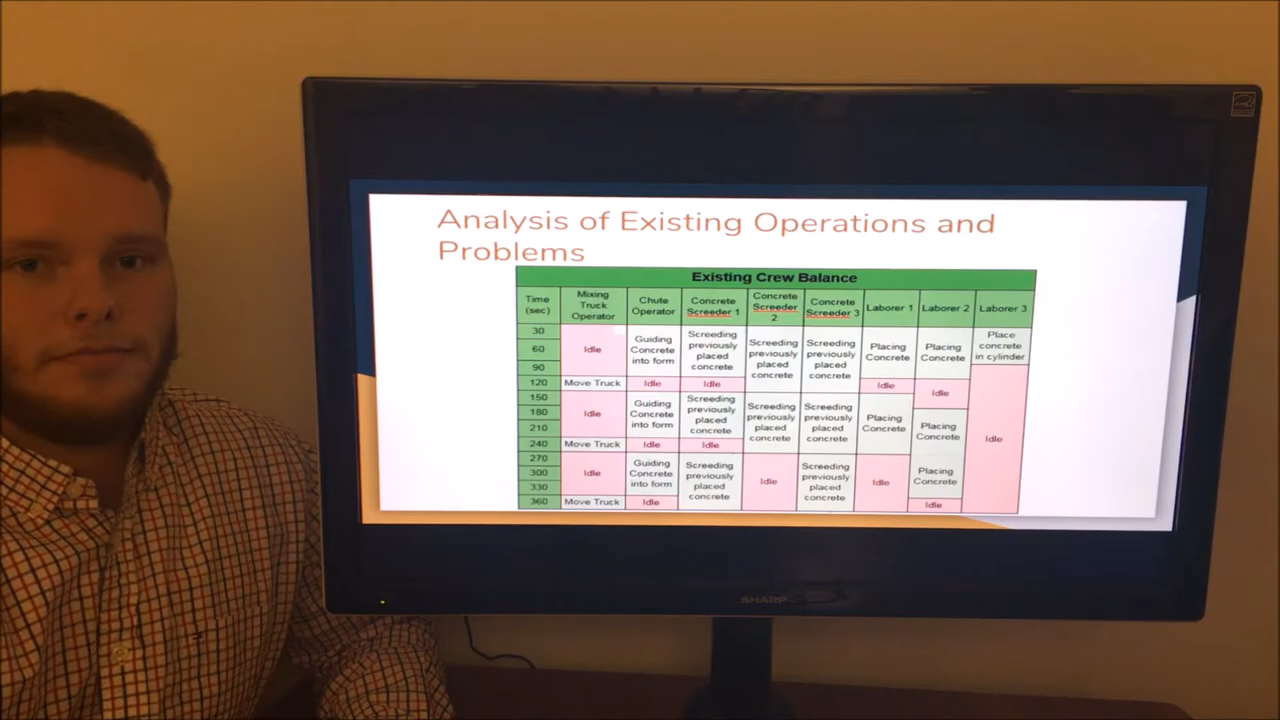 Analysis of Existing Operations and
Problems
Existing Crew Balance
Time
(sec)
Mixing
Truck
Operator
Chute
Operator
Concrete
Screeder 1
Concrete
Screeder
2
Concrete
Screeder 3
Laborer 1
Laborer 2
Laborer 3
30
60
90
120
150
180
210
240
270
300
330
360
Idle
Move Truck
Idle
Move Truck
Idle
Move Truck
Guiding
Concrete
into form
Idle
Guiding
Concrete
into form
Idle
Guiding
Concrete
into form
Idle
Screeding
previously
placed
concrete
Idle
Screeding
previously
placed
concrete
Idle
Screeding
previously
placed
concrete
Screeding
previously
placed
concrete
Screeding
previously
placed
concrete
Idle
Screeding
previously
placed
concrete
Screeding
previously
placed
concrete
Screeding
previously
placed
concrete
Placing
Concrete
Idle
Placing
Concrete
Idle
Placing
Concrete
Idle
Placing
Concrete
Placing
Concrete
Idle
Place
concrete
in cylinder
Idle
SHARP